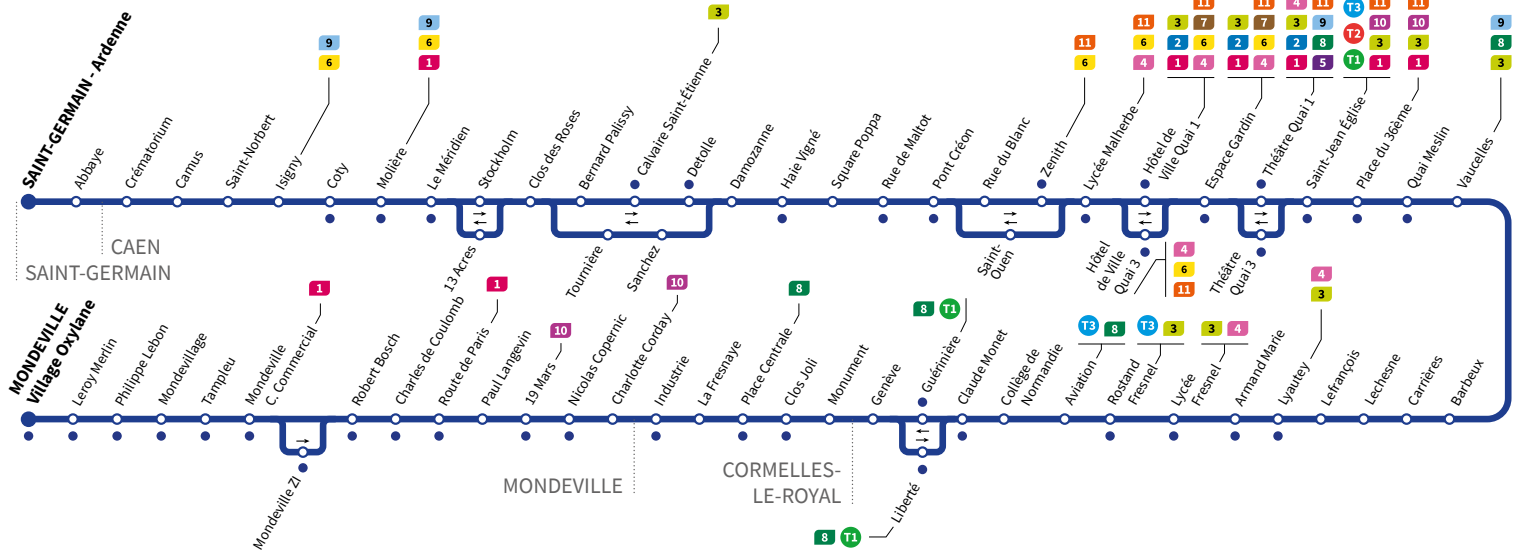 3
9
6
9
6
1
11
6
11
6
4
11
3 7
2 6
1 4
11
3 7
2 6
1 4
4 11
3 9
2 8
1 5
T3 11
10
T2 3
T1 1
11
10
3
1
9
8
3
SAINT-GERMAIN - Ardenne
Abbaye
Crématorium
Camus
Saint-Norbert
Isigny
Coty
Molière
Le Méridien
Stockholm
Clos des Roses
Bernard Palissy
Calvaire Saint-Étienne
Detolle
Damozanne
Haie Vigné
Square Poppa
Rue de Maltot
Pont Créon
Rue du Blanc
Zenith
Lycée Malherbe
Hôtel de
Ville Quai 1
Espace Gardin
Théâtre Quai 1
Saint-Jean Église
Place du 36ème
Quai Meslin
Vaucelles
CAEN
SAINT-GERMAIN
13 Acres
Tournière
Sanchez
Saint-
Ouen
Hôtel
de Ville
Quai 3
4
6
11
Théâtre
Quai 3
MONDEVILLE
Village Oxylane
Leroy Merlin
Philippe Lebon
Mondevillage
Tampleu
Mondeville
C. Commercial
1
Robert Bosch
Charles de Coulomb
Route de Paris
1
Paul Langevin
19 Mars
10
Nicolas Copernic
Charlotte Corday
10
Industrie
La Fresnaye
Place Centrale
8
Clos Joli
Monument
Genève
Guérinière
8 T1
Claude Monet
Collège de
Normandie
Aviation
T3 8
Rostand
Fresnel
T3 3
Lycée
Fresnel
3 4
Armand Marie
Lyautey
4
3
Lefrançois
Lechesne
Carrières
Barbeux
Mondeville ZI
MONDEVILLE
CORMELLES-
LE-ROYAL
Liberté
8 T1